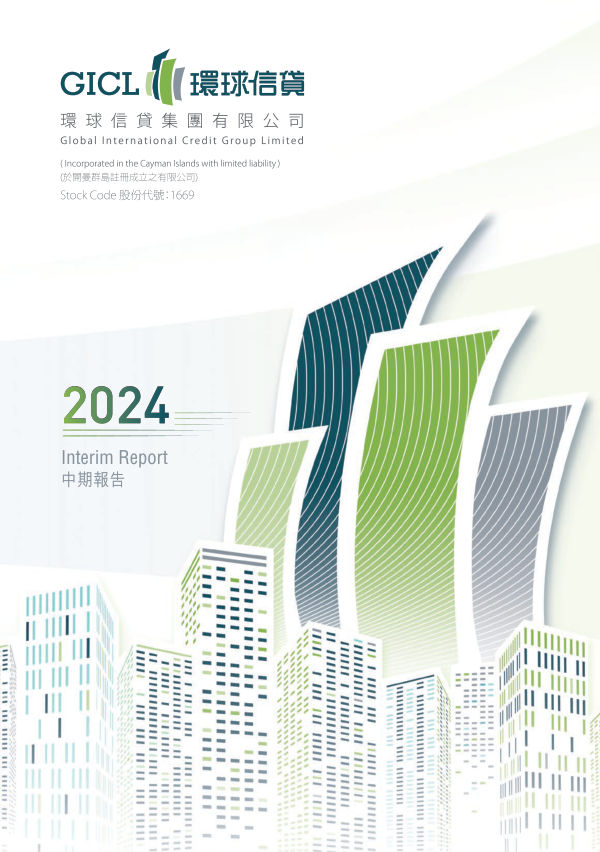 GICL 環球信貸
環球信貸集團有限公司
Global International Credit Group Limited
( Incorporated in the Cayman Islands with limited liability )
(於開曼群島註冊成立之有限公司)
Stock Code 股份代號：1669
2024
Interim Report
中期報告